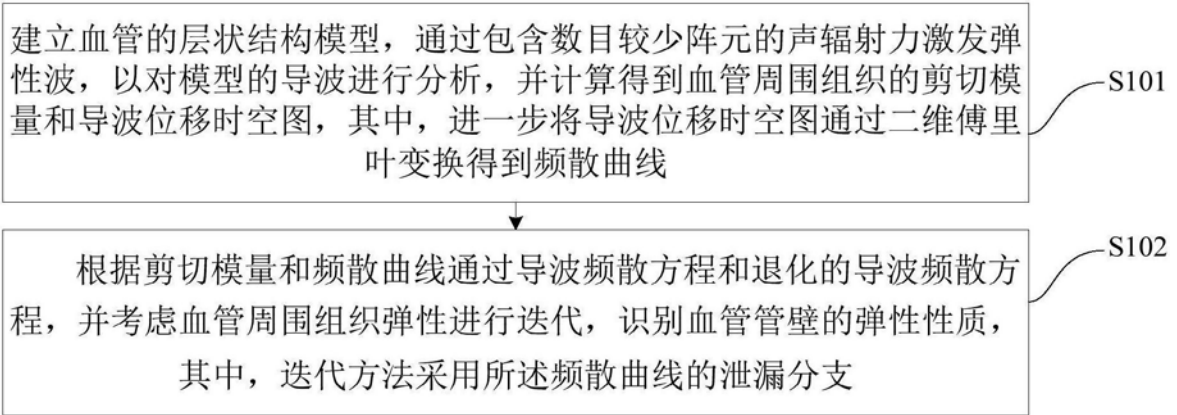 建立血管的层状结构模型，通过包含数目较少阵元的声辐射力激发弹
性波，以对模型的导波进行分析，并计算得到血管周围组织的剪切模
量和导波位移时空图，其中，进一步将导波位移时空图通过二维傅里
叶变换得到频散曲线
S101
根据剪切模量和频散曲线通过导波频散方程和退化的导波频散方
程，并考虑血管周围组织弹性进行迭代，识别血管管壁的弹性性质，
其中，迭代方法采用所述频散曲线的泄漏分支
S102